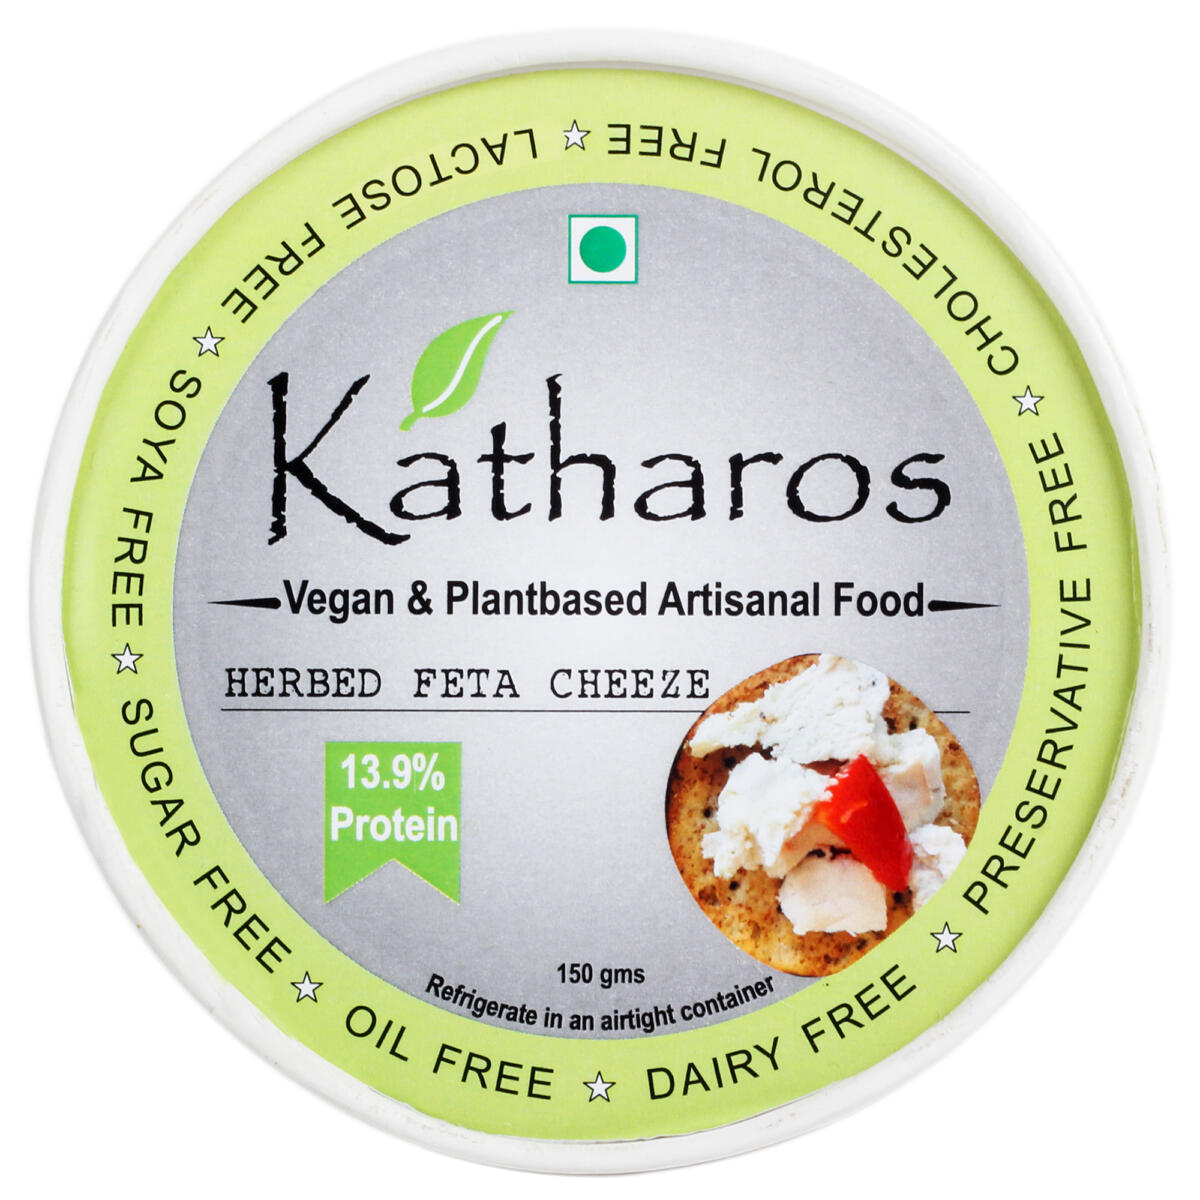 Katharos
Vegan & Plantbased Artisanal Food
HERBED FETA CHEEZE
13.9%
Protein
150 gms
Refrigerate in an airtight container
LACTOSE FREE ☆ CHOLESTEROL FREE ☆ PRESERVATIVE FREE ☆ DAIRY FREE ☆ OIL FREE ☆ SUGAR FREE ☆ SOYA FREE ☆